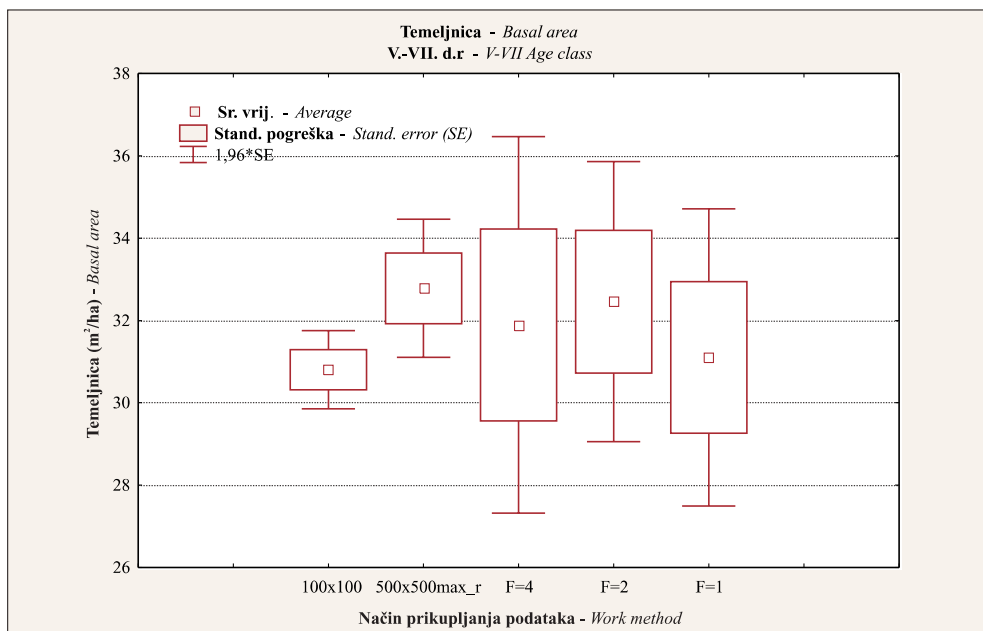 Temeljnica - Basal area
V.-VII. d.r - V-VII Age class
38
36
34
32
30
28
26
Temeljnica (m²/ha) - Basal area
Sr. vrij. - Average
Stand. pogreška - Stand. error (SE)
1,96*SE
100x100 500x500max_r F=4 F=2 F=1
Način prikupljanja podataka - Work method